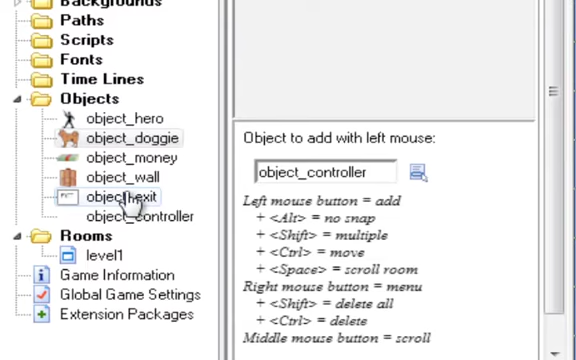 Backgrounds
Paths
Scripts
Fonts
Time Lines
Objects
object_hero
object_doggie
object_money
object_wall
object_exit
object_controller
Rooms
level1
Game Information
Global Game Settings
Extension Packages
Object to add with left mouse:
object_controller
Left mouse button = add
+ <Alt> = no snap
+ <Shift> = multiple
+ <Ctrl> = move
+ <Space> = scroll room
Right mouse button = menu
+ <Shift> = delete all
+ <Ctrl> = delete
Middle mouse button = scroll